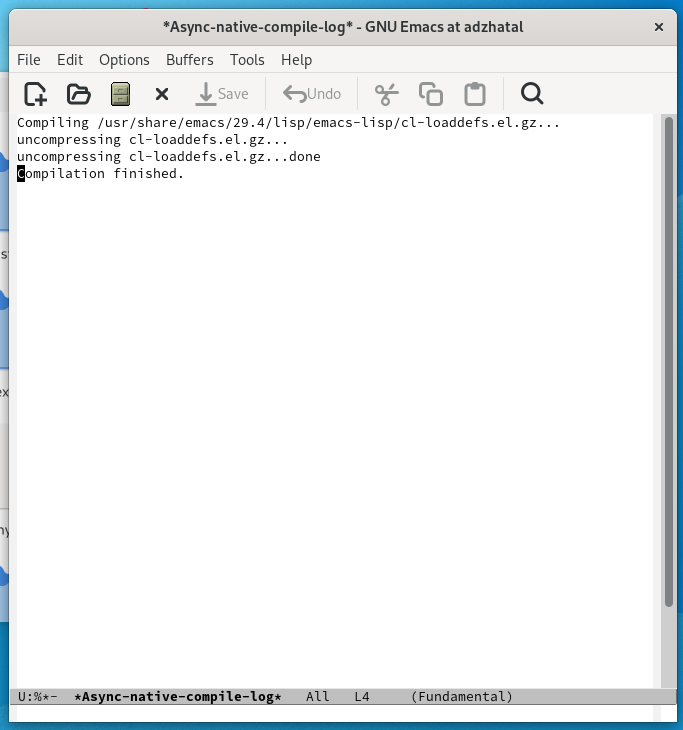 *Async-native-compile-log* - GNU Emacs at adzhatal
File Edit Options Buffers Tools Help
Save Undo
Compiling /usr/share/emacs/29.4/lisp/emacs-lisp/cl-loaddefs.el.gz...
uncompressing cl-loaddefs.el.gz...
uncompressing cl-loaddefs.el.gz...done
Compilation finished.
U:%*- *Async-native-compile-log* All L4 (Fundamental)